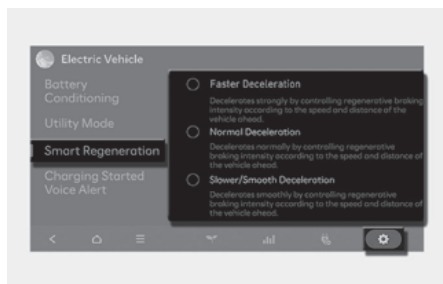 Electric Vehicle
Battery
Conditioning
Utility Mode
Smart Regeneration
Charging Started
Voice Alert
Faster Deceleration
Decelerates strongly by controlling regenerative braking
intensity according to the speed and distance of the
vehicle ahead.
Normal Deceleration
Decelerates normally by controlling regenerative
braking intensity according to the speed and distance of
the vehicle ahead.
Slower/Smooth Deceleration
Decelerates smoothly by controlling regenerative
braking intensity according to the speed and distance of
the vehicle ahead.